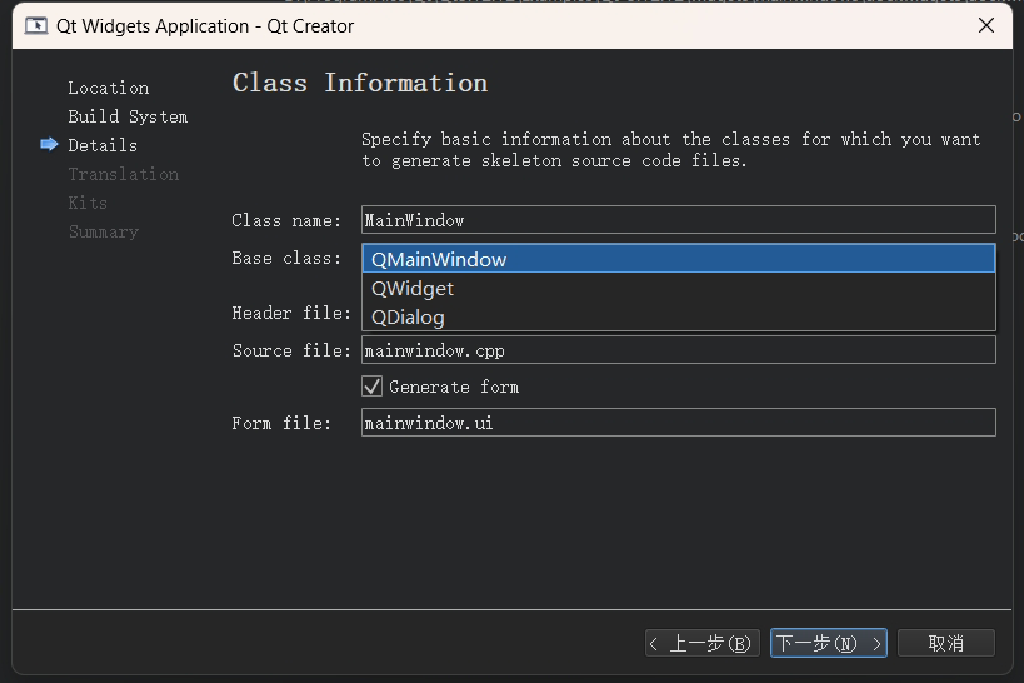 Qt Widgets Application - Qt Creator
Location
Build System
Details
Translation
Kits
Summary
Class Information
Specify basic information about the classes for which you want
to generate skeleton source code files.
Class name: MainWindow
Base class: QMainWindow
QWidget
Header file: QDialog
Source file: mainwindow.cpp
Generate form
Form file: mainwindow.ui
< 上一步(B)
下一步(N) >
取消